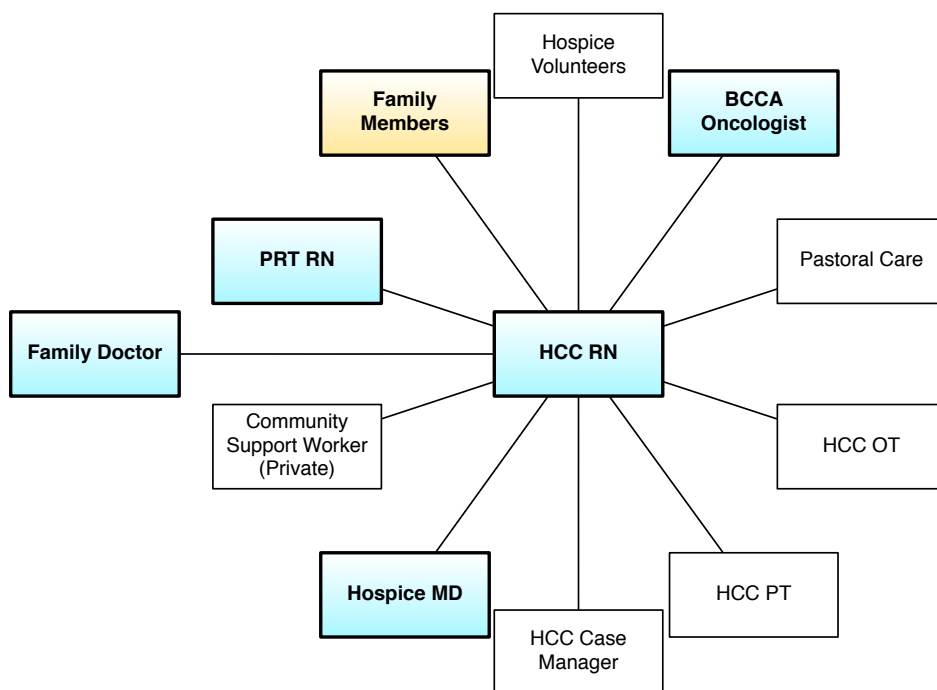 Hospice
Volunteers
Family
Members
BCCA
Oncologist
PRT RN
Pastoral Care
Family Doctor
HCC RN
Community
Support Worker
(Private)
HCC OT
Hospice MD
HCC PT
HCC Case
Manager